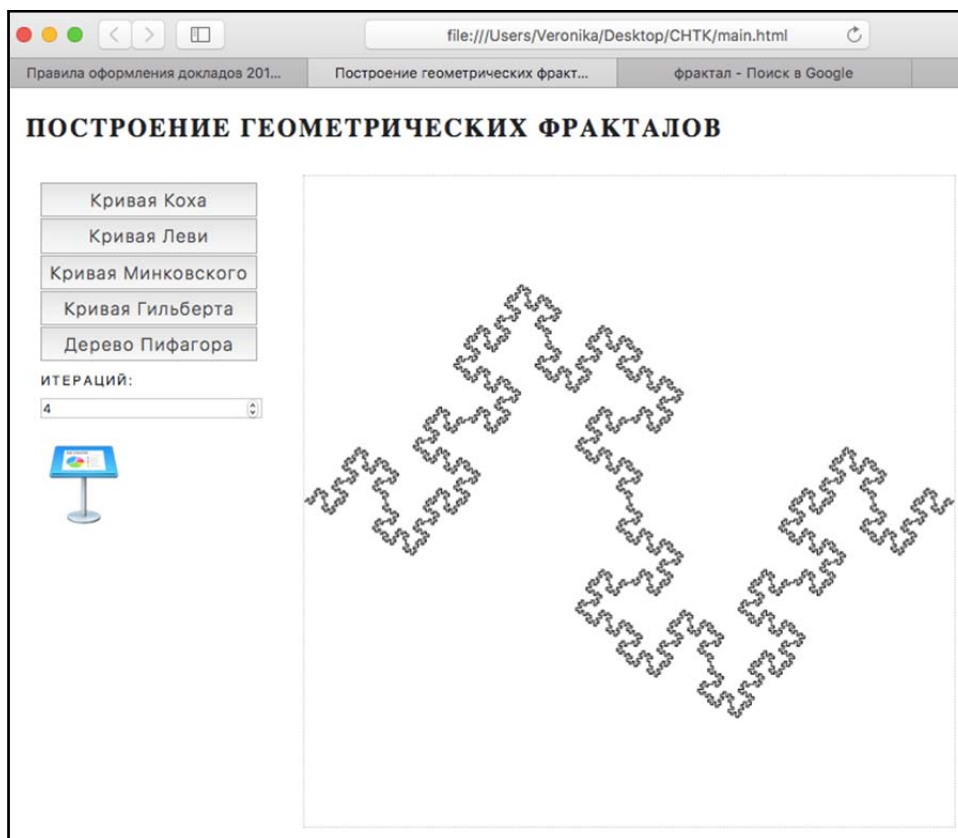 file:///Users/Veronika/Desktop/CHTK/main.html
Правила оформления докладов 201... Построение геометрических фракт... фрактал - Поиск в Google
ПОСТРОЕНИЕ ГЕОМЕТРИЧЕСКИХ ФРАКТАЛОВ
Кривая Коха
Кривая Леви
Кривая Минковского
Кривая Гильберта
Дерево Пифагора
ИТЕРАЦИЙ:
4